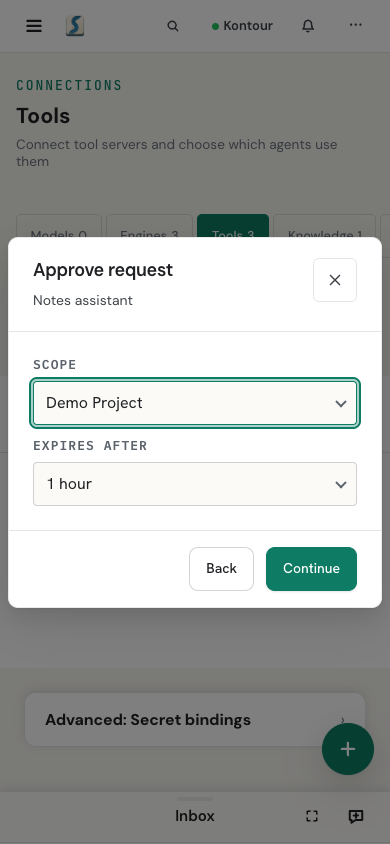 Kontour
CONNECTIONS
Tools
Connect tool servers and choose which agents use
them
Models 0
Engines 3
Tools 3
Knowledge 1
Approve request
Notes assistant
SCOPE
Demo Project
EXPIRES AFTER
1 hour
Back
Continue
Advanced: Secret bindings
Inbox